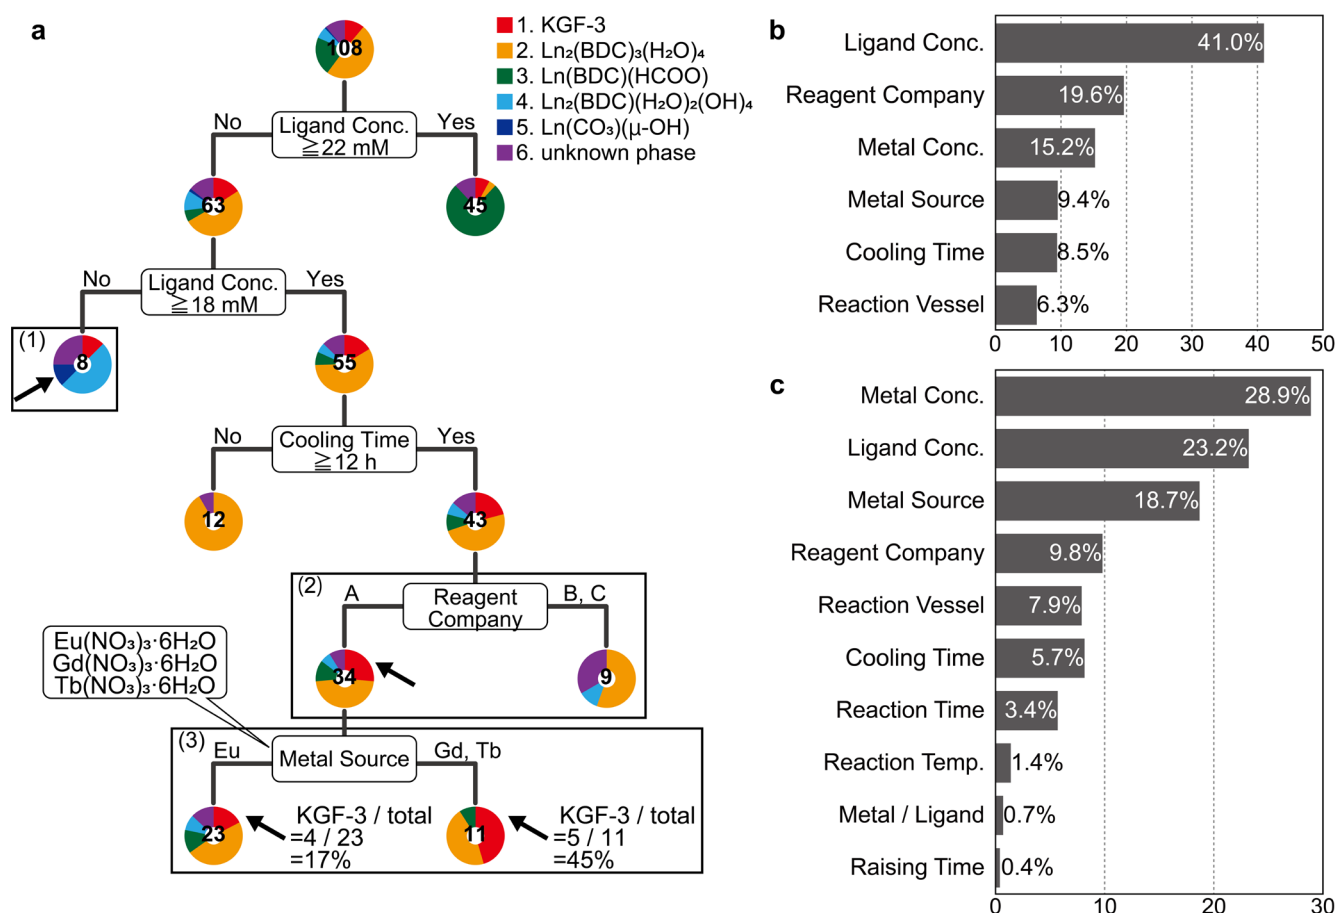 a
108
1. KGF-3
2. Ln₂(BDC)₃(H₂O)₄
3. Ln(BDC)(HCOO)
4. Ln₂(BDC)(H₂O)₂(OH)₄
5. Ln(CO₃)(μ-OH)
6. unknown phase
No
Ligand Conc.
≧22 mM
Yes
63
45
No
Ligand Conc.
≧18 mM
Yes
(1)
8
55
No
Cooling Time
≧12 h
Yes
12
43
(2)
A
Reagent
Company
B, C
34
9
Eu(NO₃)₃·6H₂O
Gd(NO₃)₃·6H₂O
Tb(NO₃)₃·6H₂O
(3)
Eu
Metal Source
Gd, Tb
23
KGF-3 / total
=4 / 23
=17%
11
KGF-3 / total
=5 / 11
=45%
b
Ligand Conc.
41.0%
Reagent Company
19.6%
Metal Conc.
15.2%
Metal Source
9.4%
Cooling Time
8.5%
Reaction Vessel
6.3%
0 10 20 30 40 50
c
Metal Conc.
28.9%
Ligand Conc.
23.2%
Metal Source
18.7%
Reagent Company
9.8%
Reaction Vessel
7.9%
Cooling Time
5.7%
Reaction Time
3.4%
Reaction Temp.
1.4%
Metal / Ligand
0.7%
Raising Time
0.4%
0 10 20 30